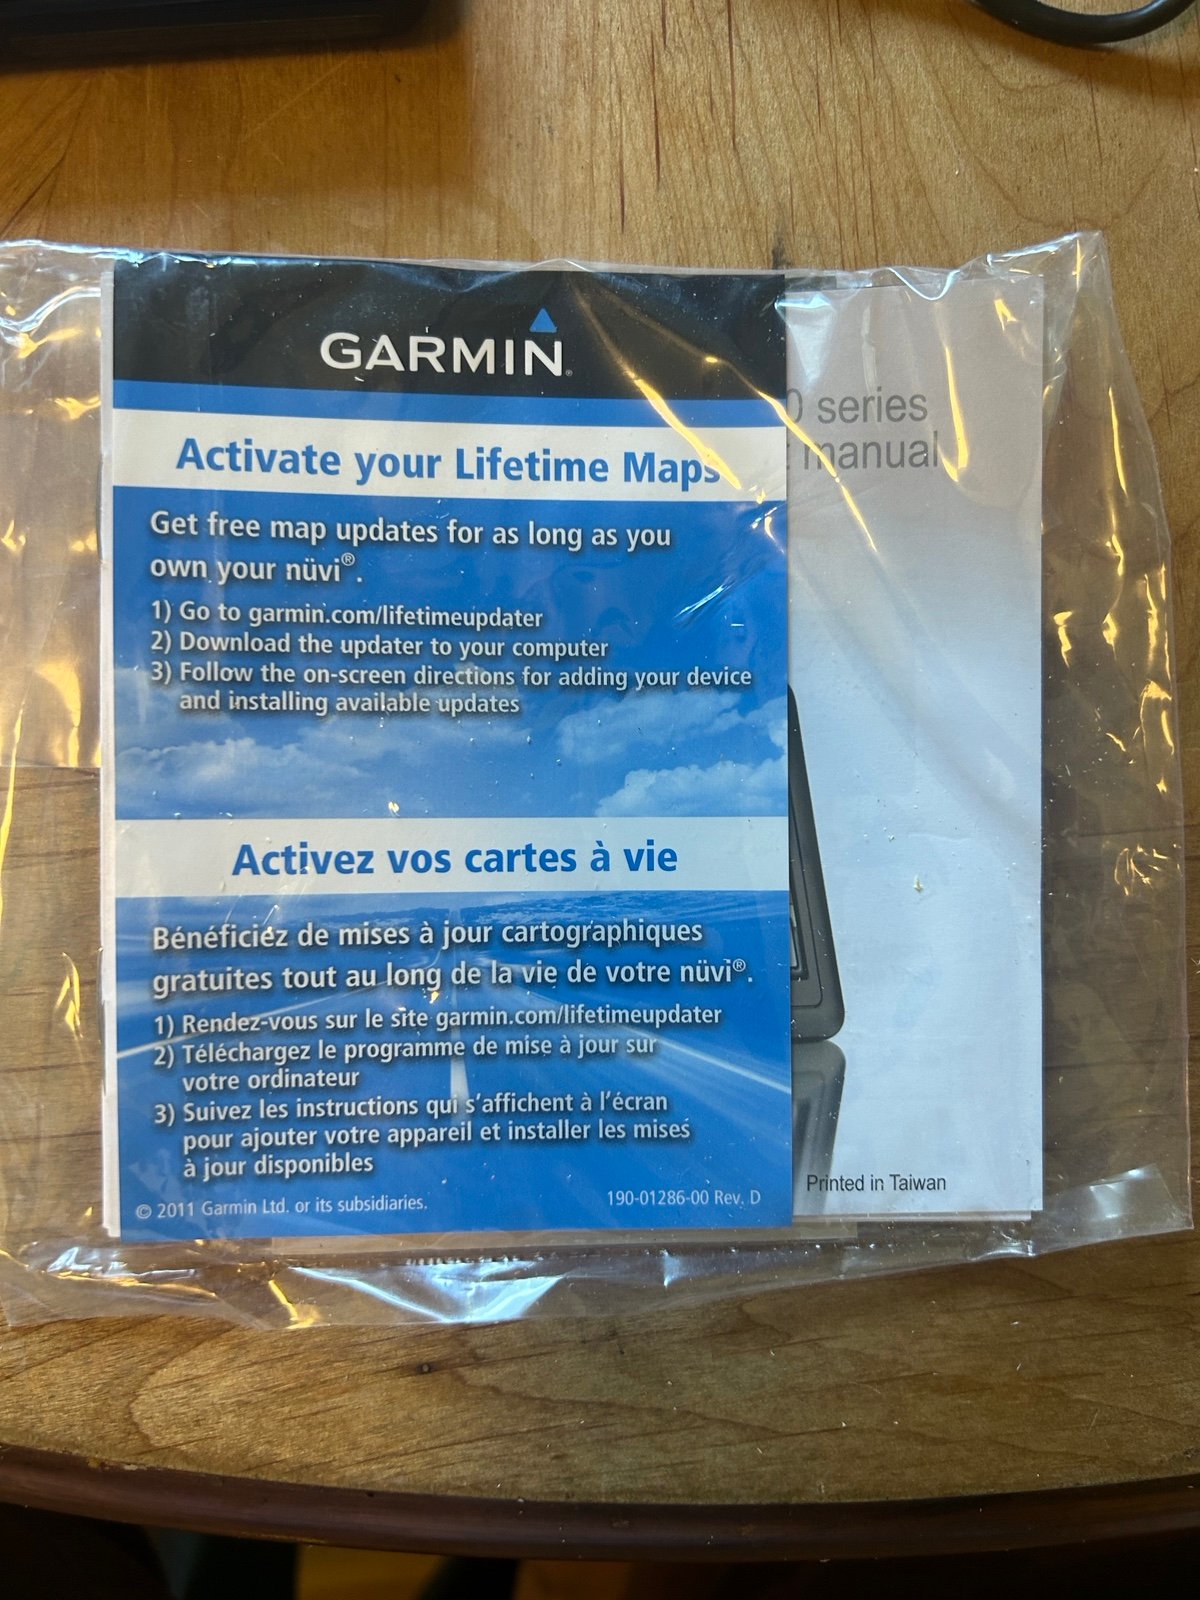 GARMIN
Activate your Lifetime Maps
Get free map updates for as long as you
own your nüvi®.
1) Go to garmin.com/lifetimeupdater
2) Download the updater to your computer
3) Follow the on-screen directions for adding your device
and installing available updates
Activez vos cartes à vie
Bénéficiez de mises à jour cartographiques
gratuites tout au long de la vie de votre nüvi®.
1) Rendez-vous sur le site garmin.com/lifetimeupdater
2) Téléchargez le programme de mise à jour sur
votre ordinateur
3) Suivez les instructions qui s'affichent à l'écran
pour ajouter votre appareil et installer les mises
à jour disponibles
© 2011 Garmin Ltd. or its subsidiaries.
190-01286-00 Rev. D
series
manual
Printed in Taiwan